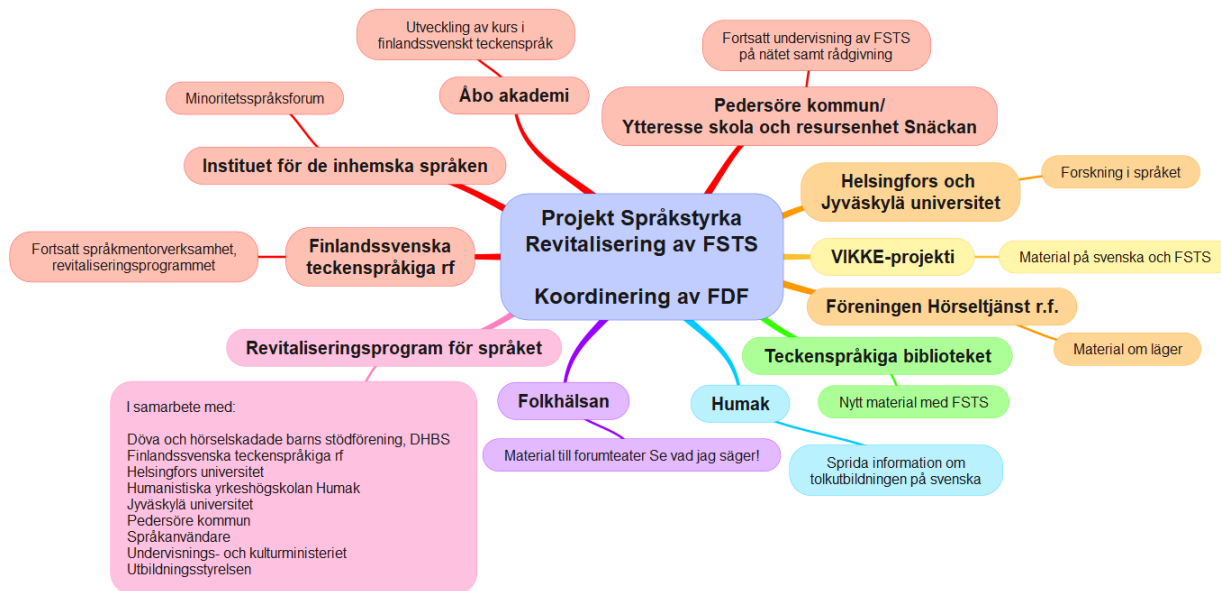 Utveckling av kurs i
finlandssvenskt teckenspråk
Åbo akademi
Fortsatt undervisning av FSTS
på nätet samt rådgivning
Pedersöre kommun/
Ytteresse skola och resursenhet Snäckan
Minoritetsspråksforum
Instituet för de inhemska språken
Helsingfors och
Jyväskylä universitet
Forskning i språket
Projekt Språkstyrka
Revitalisering av FSTS
Koordinering av FDF
Fortsatt språkmentorverksamhet,
revitaliseringsprogrammet
Finlandssvenska
teckenspråkiga rf
VIKKE-projekti
Material på svenska och FSTS
Föreningen Hörseltjänst r.f.
Material om läger
Revitaliseringsprogram för språket
Teckenspråkiga biblioteket
Nytt material med FSTS
Folkhälsan
Material till forumteater Se vad jag säger!
Humak
Sprida information om
tolkutbildningen på svenska
I samarbete med:
Döva och hörselskadade barns stödförening, DHBS
Finlandssvenska teckenspråkiga rf
Helsingfors universitet
Humanistiska yrkeshögskolan Humak
Jyväskylä universitet
Pedersöre kommun
Språkanvändare
Undervisnings- och kulturministeriet
Utbildningsstyrelsen